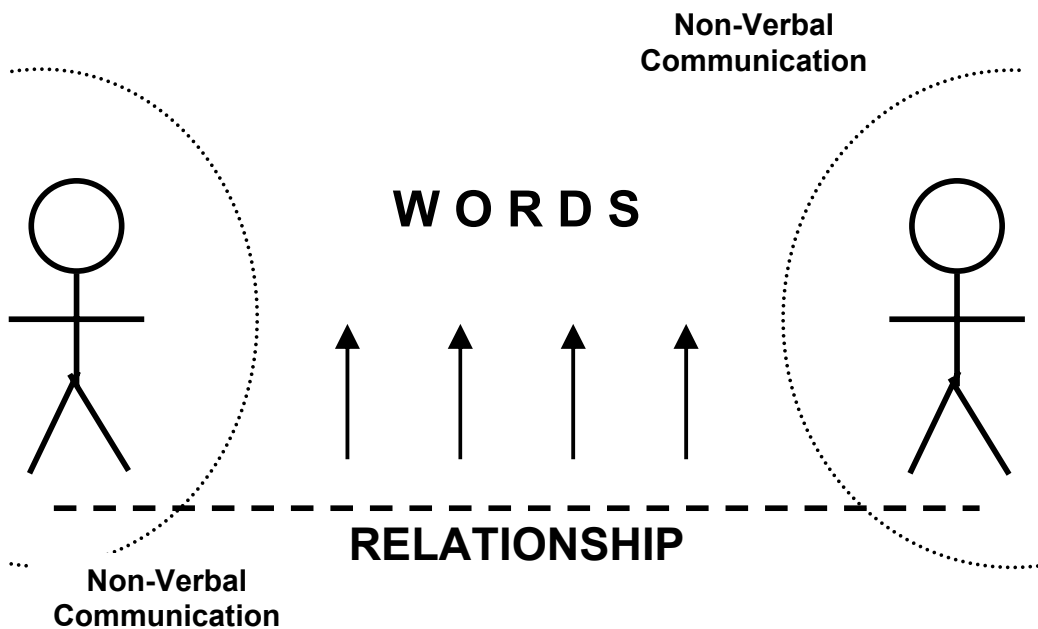 Non-Verbal
Communication
W O R D S
RELATIONSHIP
Non-Verbal
Communication